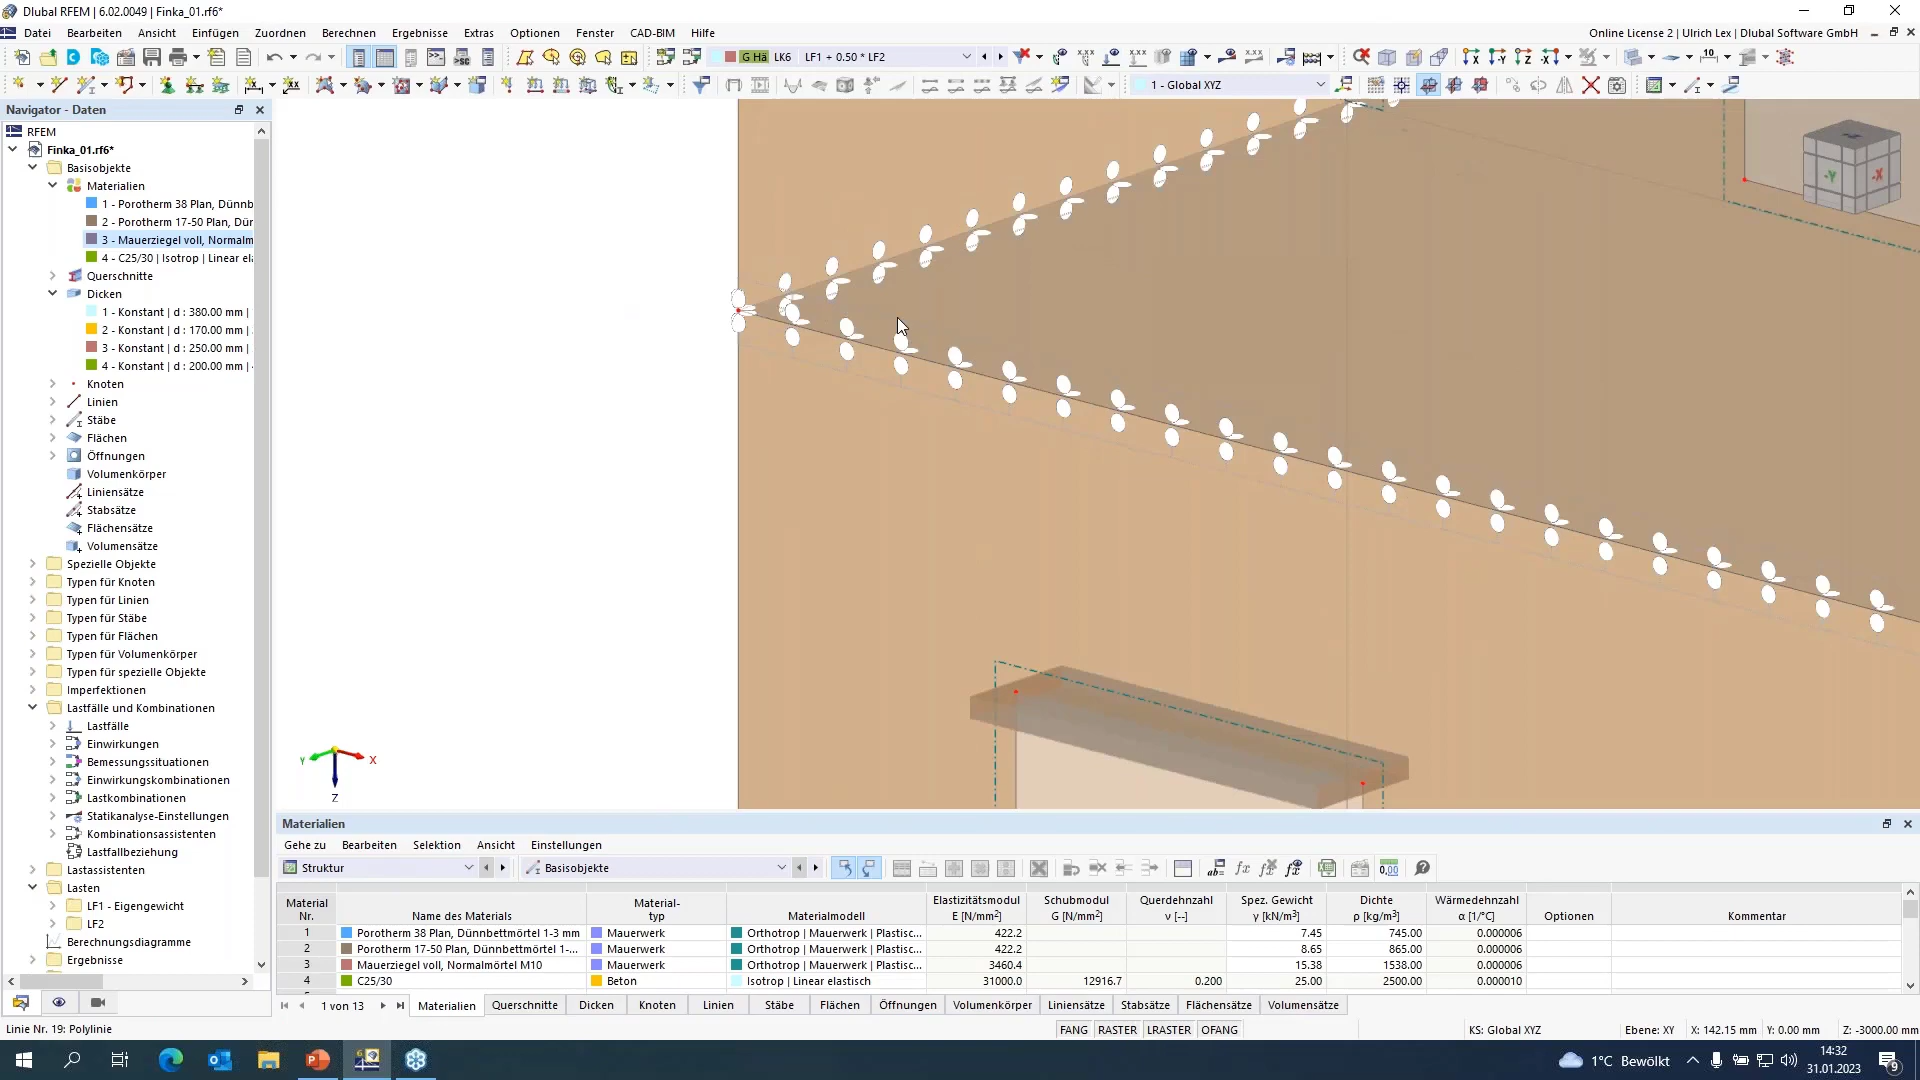 Dlubal RFEM | 6.02.0049 | Finka_01.rf6*
Datei Bearbeiten Ansicht Einfügen Zuordnen Berechnen Ergebnisse Extras Optionen Fenster CAD-BIM Hilfe
Online License 2 | Ulrich Lex | Dlubal Software GmbH
G Hä LK6 LF1 + 0.50 * LF2
1 - Global XYZ
Navigator - Daten
RFEM
Finka_01.rf6*
Basisobjekte
Materialien
1 - Porotherm 38 Plan, Dünnb
2 - Porotherm 17-50 Plan, Dür
3 - Mauerziegel voll, Normalm
4 - C25/30 | Isotrop | Linear el
Querschnitte
Dicken
1 - Konstant | d : 380.00 mm |
2 - Konstant | d : 170.00 mm |
3 - Konstant | d : 250.00 mm |
4 - Konstant | d : 200.00 mm |
Knoten
Linien
Stäbe
Flächen
Öffnungen
Volumenkörper
Liniensätze
Stabsätze
Flächensätze
Volumensätze
Spezielle Objekte
Typen für Knoten
Typen für Linien
Typen für Stäbe
Typen für Flächen
Typen für Volumenkörper
Typen für spezielle Objekte
Imperfektionen
Lastfälle und Kombinationen
Lastfälle
Einwirkungen
Bemessungssituationen
Einwirkungskombinationen
Lastkombinationen
Statikanalyse-Einstellungen
Kombinationsassistenten
Lastfallbeziehung
Lastassistenten
Lasten
LF1 - Eigengewicht
LF2
Berechnungsdiagramme
Ergebnisse
-Y -X
Y X
Z
Materialien
Gehe zu Bearbeiten Selektion Ansicht Einstellungen
Struktur Basisobjekte
Material Material- Elastizitätsmodul Schubmodul Querdehnzahl Spez. Gewicht Dichte Wärmedehnzahl
Nr. Name des Materials typ Materialmodell E [N/mm²] G [N/mm²] ν [--] γ [kN/m³] ρ [kg/m³] α [1/°C] Optionen Kommentar
1 Porotherm 38 Plan, Dünnbettmörtel 1-3 mm Mauerwerk Orthotrop | Mauerwerk | Plastisc... 422.2 7.45 745.00 0.000006
2 Porotherm 17-50 Plan, Dünnbettmörtel 1-... Mauerwerk Orthotrop | Mauerwerk | Plastisc... 422.2 8.65 865.00 0.000006
3 Mauerziegel voll, Normalmörtel M10 Mauerwerk Orthotrop | Mauerwerk | Plastisc... 3460.4 15.38 1538.00 0.000006
4 C25/30 Beton Isotrop | Linear elastisch 31000.0 12916.7 0.200 25.00 2500.00 0.000010
1 von 13 Materialien Querschnitte Dicken Knoten Linien Stäbe Flächen Öffnungen Volumenkörper Liniensätze Stabsätze Flächensätze Volumensätze
Linie Nr. 19: Polylinie FANG RASTER LRASTER OFANG KS: Global XYZ Ebene: XY X: 142.15 mm Y: 0.00 mm Z: -3000.00 mm
1°C Bewölkt
14:32
31.01.2023
9